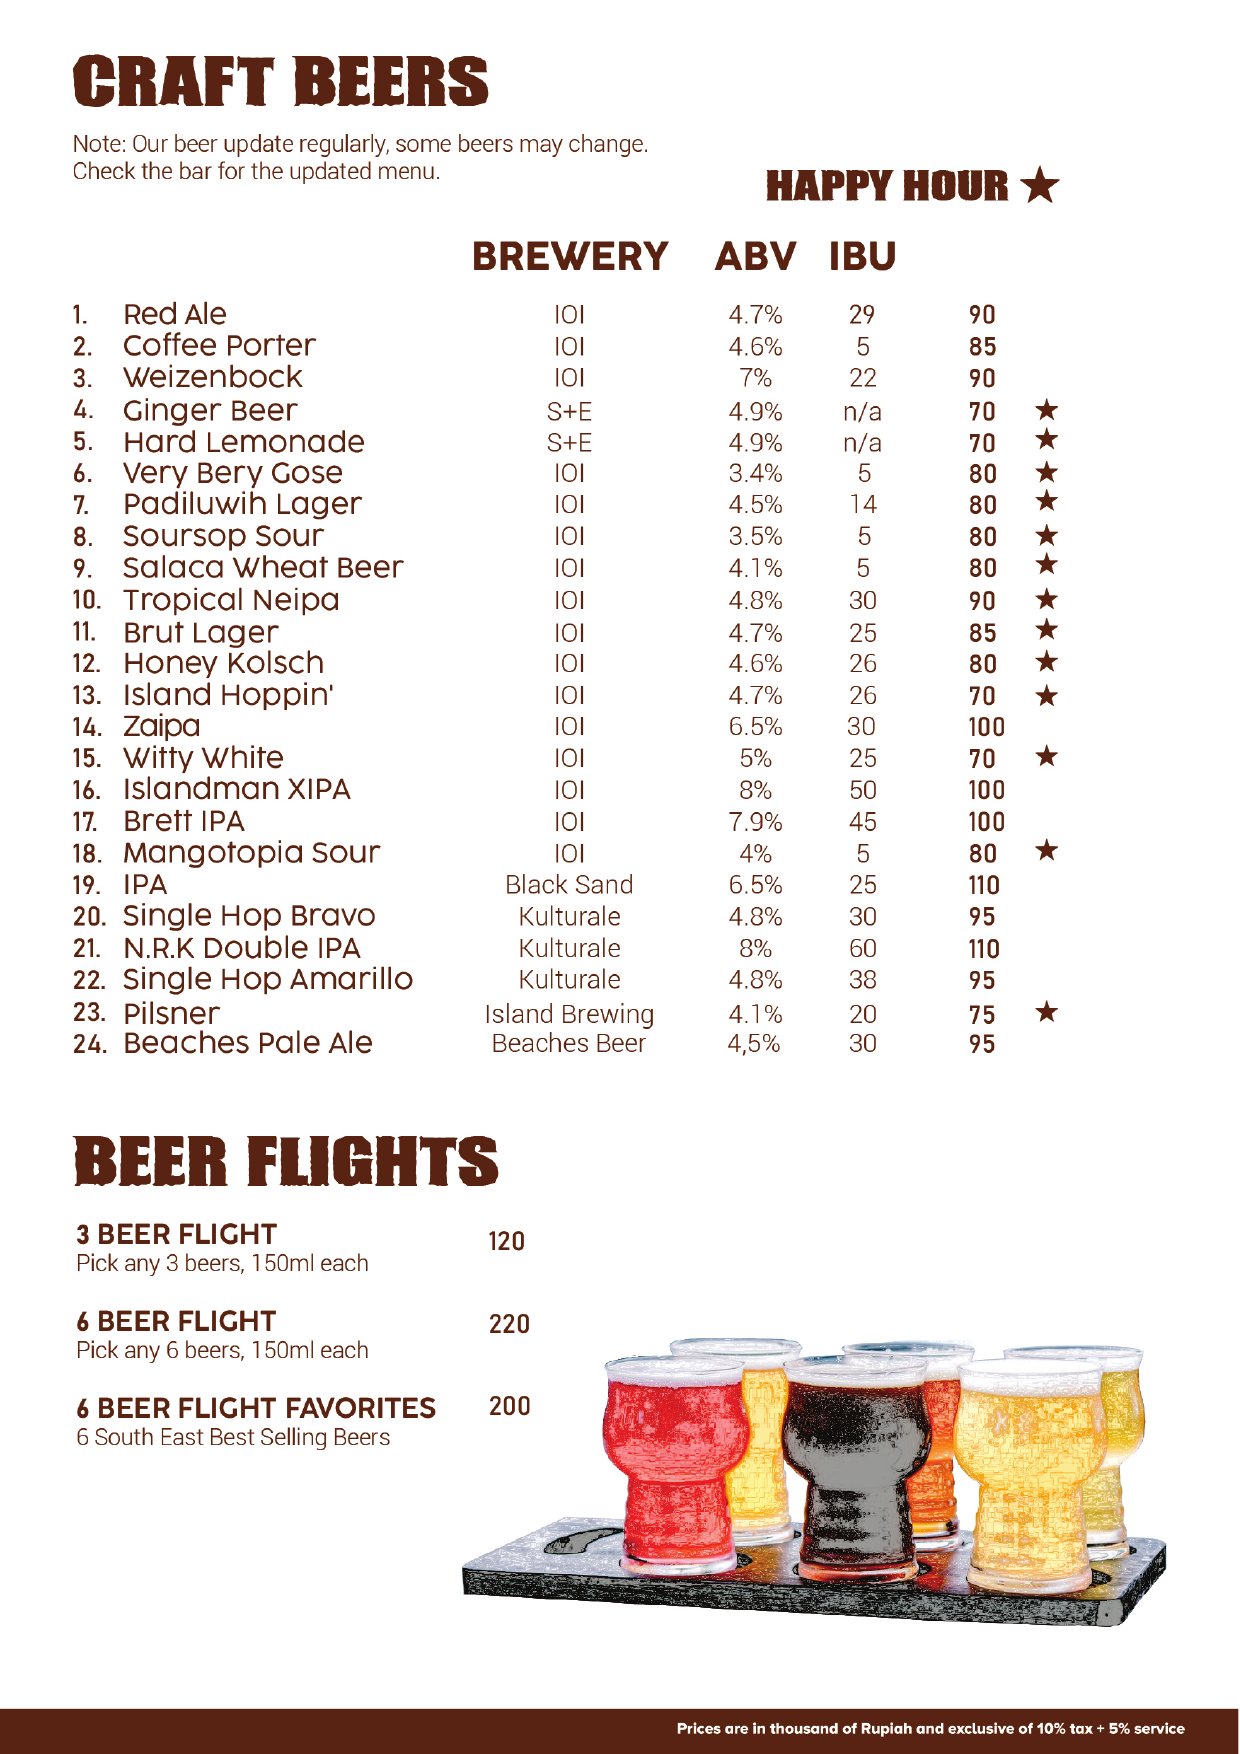 CRAFT BEERS
Note: Our beer update regularly, some beers may change.
Check the bar for the updated menu.
HAPPY HOUR ★
BREWERY ABV IBU
1. Red Ale IOI 4.7% 29 90
2. Coffee Porter IOI 4.6% 5 85
3. Weizenbock IOI 7% 22 90
4. Ginger Beer S+E 4.9% n/a 70 ★
5. Hard Lemonade S+E 4.9% n/a 70 ★
6. Very Bery Gose IOI 3.4% 5 80 ★
7. Padiluwih Lager IOI 4.5% 14 80 ★
8. Soursop Sour IOI 3.5% 5 80 ★
9. Salaca Wheat Beer IOI 4.1% 5 80 ★
10. Tropical Neipa IOI 4.8% 30 90 ★
11. Brut Lager IOI 4.7% 25 85 ★
12. Honey Kolsch IOI 4.6% 26 80 ★
13. Island Hoppin' IOI 4.7% 26 70 ★
14. Zaipa IOI 6.5% 30 100
15. Witty White IOI 5% 25 70 ★
16. Islandman XIPA IOI 8% 50 100
17. Brett IPA IOI 7.9% 45 100
18. Mangotopia Sour IOI 4% 5 80 ★
19. IPA Black Sand 6.5% 25 110
20. Single Hop Bravo Kulturale 4.8% 30 95
21. N.R.K Double IPA Kulturale 8% 60 110
22. Single Hop Amarillo Kulturale 4.8% 38 95
23. Pilsner Island Brewing 4.1% 20 75 ★
24. Beaches Pale Ale Beaches Beer 4,5% 30 95
BEER FLIGHTS
3 BEER FLIGHT 120
Pick any 3 beers, 150ml each
6 BEER FLIGHT 220
Pick any 6 beers, 150ml each
6 BEER FLIGHT FAVORITES 200
6 South East Best Selling Beers
Prices are in thousand of Rupiah and exclusive of 10% tax + 5% service